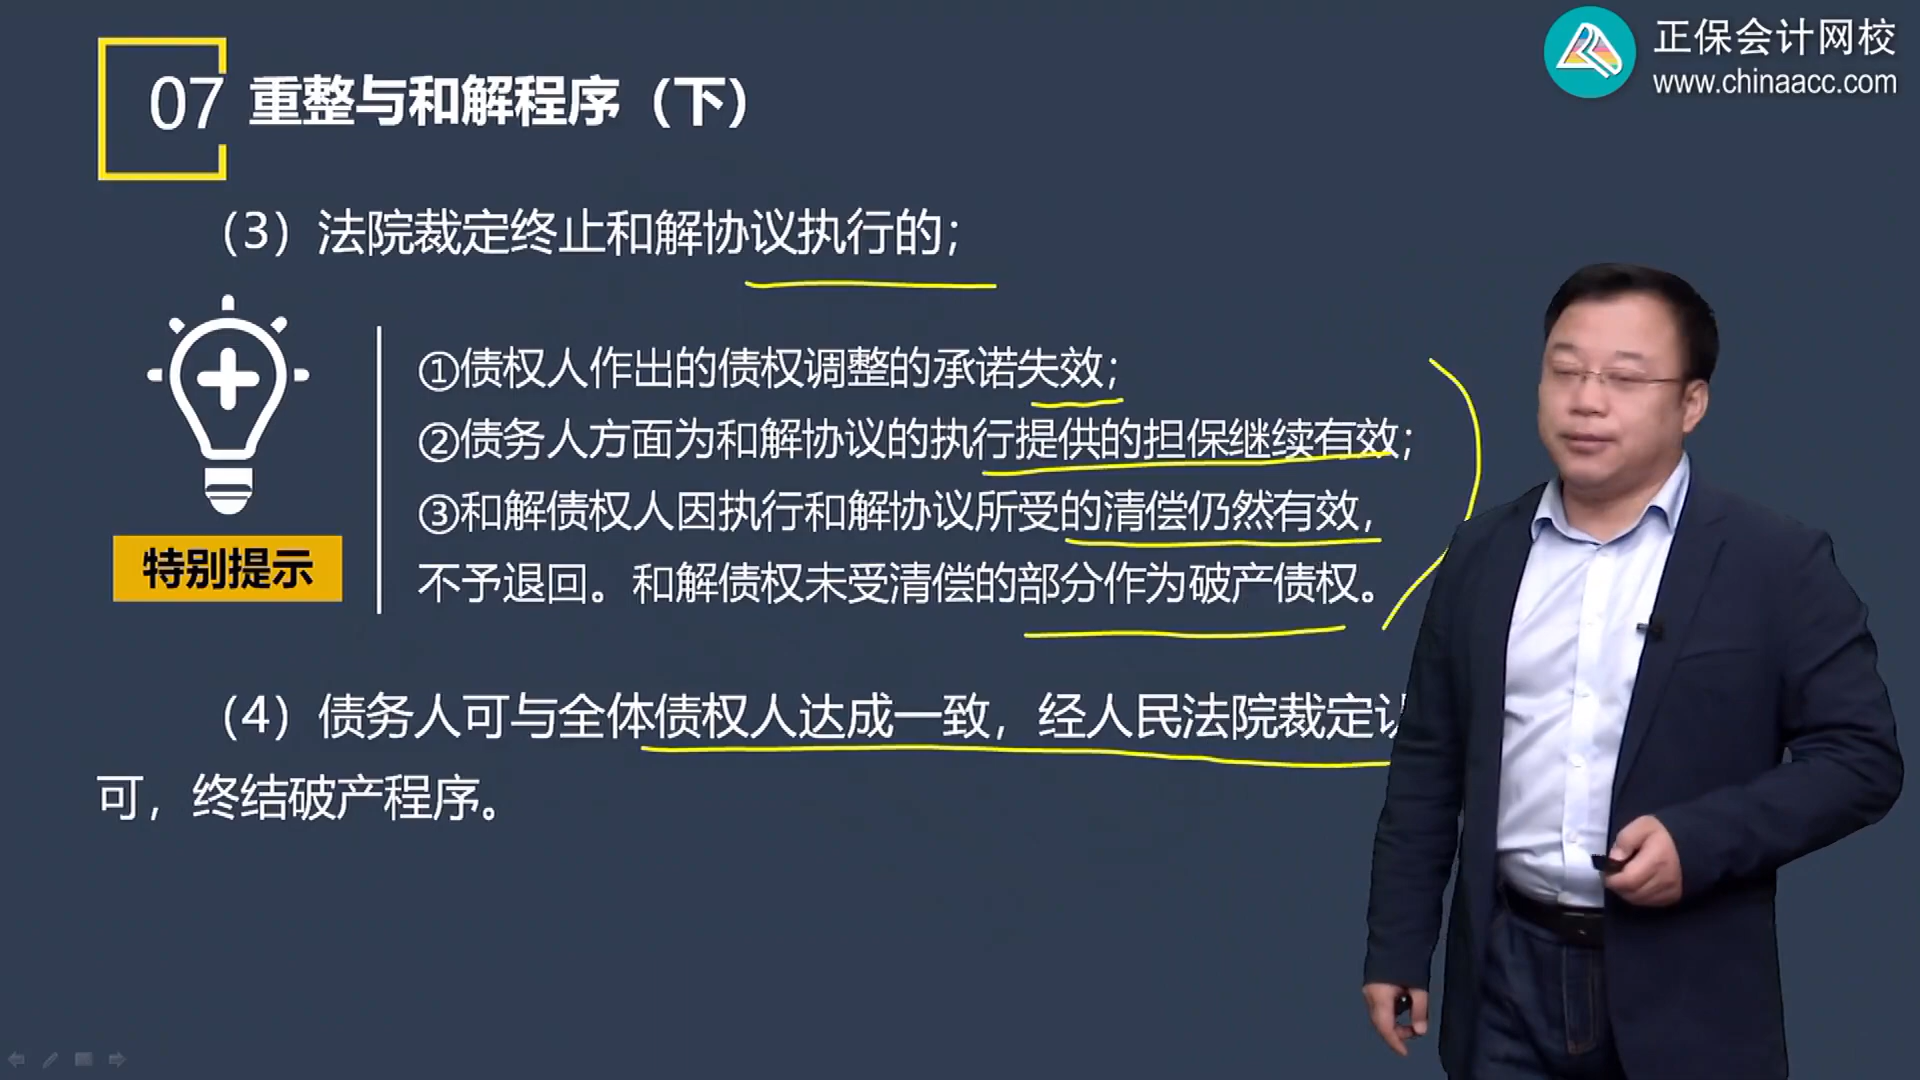 正保会计网校
www.chinaacc.com
07 重整与和解程序（下）
（3）法院裁定终止和解协议执行的；
①债权人作出的债权调整的承诺失效；
②债务人方面为和解协议的执行提供的担保继续有效；
③和解债权人因执行和解协议所受的清偿仍然有效，
不予退回。和解债权未受清偿的部分作为破产债权。
特别提示
（4）债务人可与全体债权人达成一致，经人民法院裁定
可，终结破产程序。